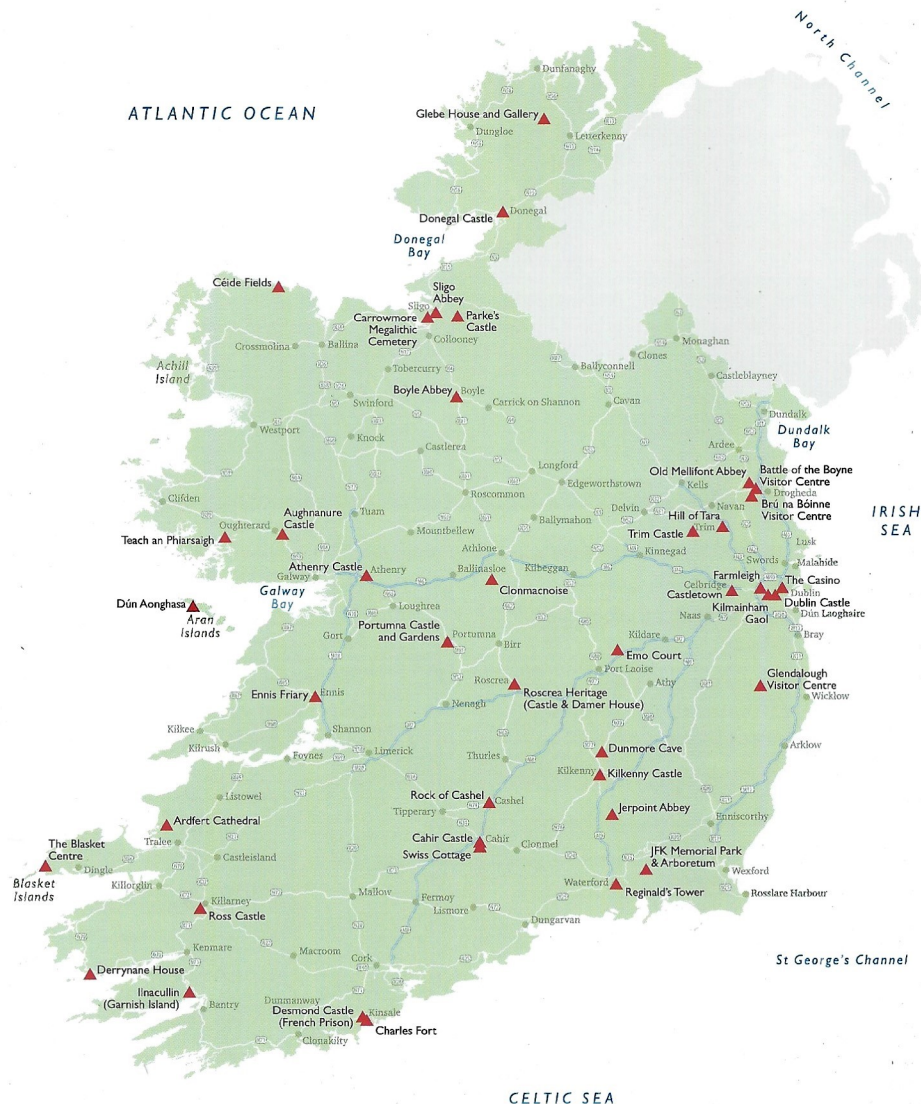 North Channel
ATLANTIC OCEAN
Dunfanaghy
Glebe House and Gallery
Dungloe
Letterkenny
Donegal Castle
Donegal
Donegal
Bay
Céide Fields
Sligo
Abbey
Sligo
Carrowmore
Megalithic
Cemetery
Parke's
Castle
Collooney
Monaghan
Crossmolina
Ballina
Clones
Achill
Island
Tobercurry
Ballyconnell
Castleblayney
Boyle Abbey
Boyle
Swinford
Carrick on Shannon
Cavan
Dundalk
Westport
Dundalk
Bay
Knock
Castlerea
Ardee
Longford
Old Mellifont Abbey
Battle of the Boyne
Visitor Centre
Edgeworthstown
Kells
Roscommon
Drogheda
Clifden
Navan
Brú na Bóinne
Visitor Centre
Aughnanure
Castle
Tuam
Delvin
IRISH
SEA
Oughterard
Ballymahon
Hill of Tara
Trim
Teach an Phiarsaigh
Mountbellew
Trim Castle
Lusk
Athlone
Kinnegad
Swords
Malahide
Athenry Castle
Athenry
Ballinasloe
Kilbeggan
Galway
Celbridge
Farmleigh
The Casino
Galway
Bay
Clonmacnoise
Castletown
Dublin
Dún Aonghasa
Loughrea
Kilmainham
Gaol
Dublin Castle
Aran
Islands
Naas
Dún Laoghaire
Portumna Castle
and Gardens
Portumna
Gort
Birr
Kildare
Bray
Emo Court
Port Laoise
Glendalough
Visitor Centre
Roscrea
Athy
Ennis Friary
Ennis
Roscrea Heritage
(Castle & Damer House)
Wicklow
Nenagh
Kilkee
Shannon
Kilrush
Limerick
Arklow
Foynes
Thurles
Dunmore Cave
Kilkenny
Kilkenny Castle
Listowel
Rock of Cashel
Cashel
Tipperary
Jerpoint Abbey
Enniscorthy
Ardfert Cathedral
Cahir Castle
Cahir
The Blasket
Centre
Tralee
Swiss Cottage
Clonmel
JFK Memorial Park
& Arboretum
Castleisland
Dingle
Wexford
Blasket
Islands
Killorglin
Waterford
Reginald's Tower
Rosslare Harbour
Mallow
Killarney
Fermoy
Ross Castle
Lismore
Dungarvan
Kenmare
Macroom
Cork
St George's Channel
Derrynane House
Ilnacullin
(Garnish Island)
Bantry
Dunmanway
Desmond Castle
(French Prison)
Kinsale
Charles Fort
Clonakilty
CELTIC SEA